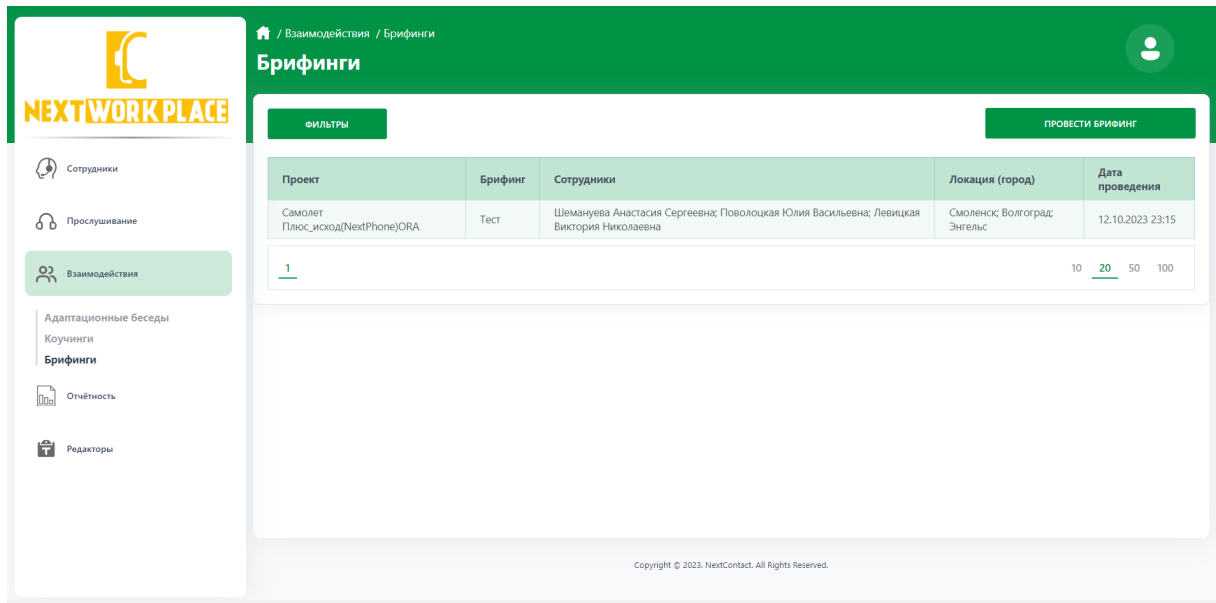 NEXT WORKPLACE
Сотрудники
Прослушивание
Взаимодействия
Адаптационные беседы
Коучинги
Брифинги
Отчётность
Редакторы
/ Взаимодействия / Брифинги
Брифинги
ФИЛЬТРЫ
ПРОВЕСТИ БРИФИНГ
Проект Брифинг Сотрудники Локация (город) Дата
проведения
Самолет Тест Шемануева Анастасия Сергеевна; Поволоцкая Юлия Васильевна; Левицкая Смоленск; Волгоград; 12.10.2023 23:15
Плюс_исход(NextPhone)ORA Виктория Николаевна Энгельс
1 10 20 50 100
Copyright © 2023. NextContact. All Rights Reserved.